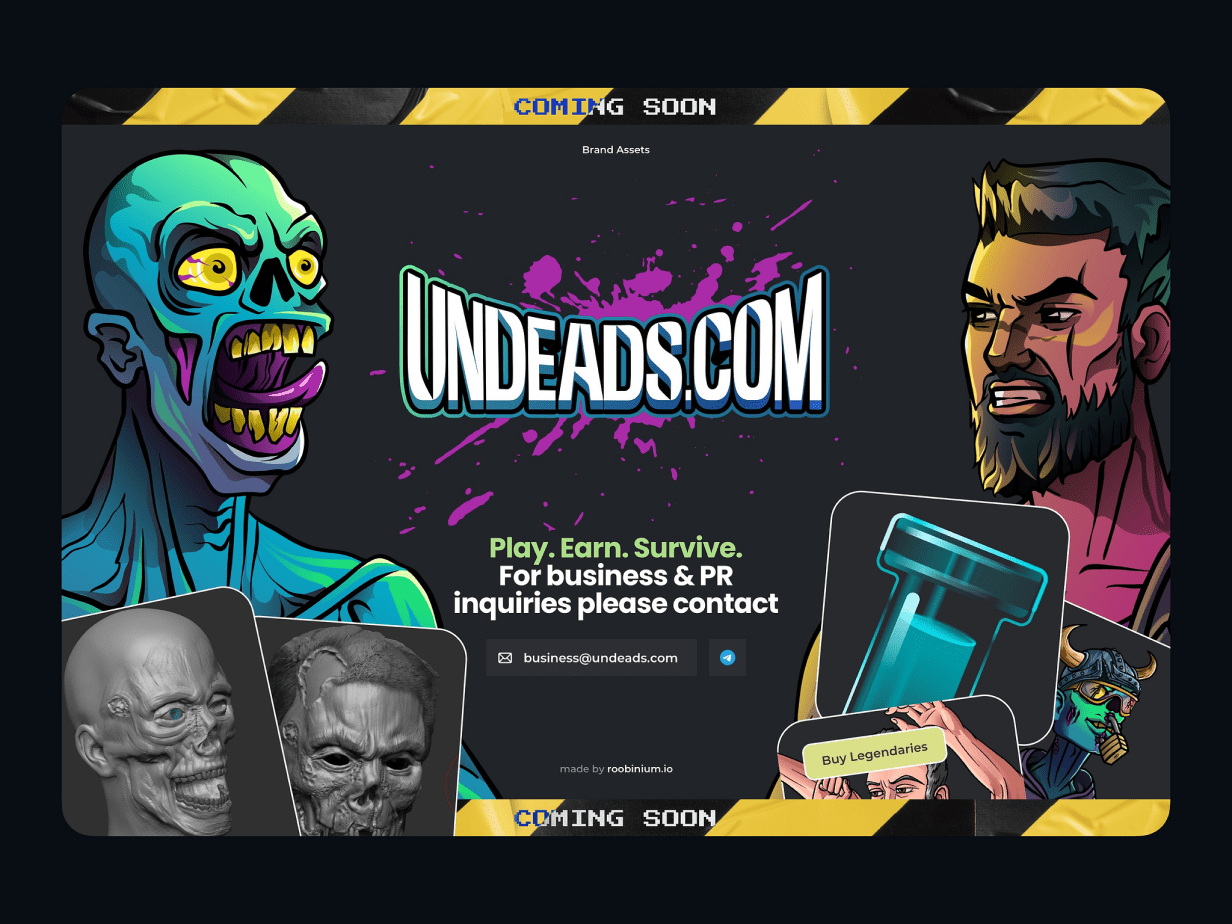 COMING SOON
Brand Assets
UNDEADS.COM
Play. Earn. Survive.
For business & PR
inquiries please contact
business@undeads.com
Buy Legendaries
made by roobinium.io
COMING SOON